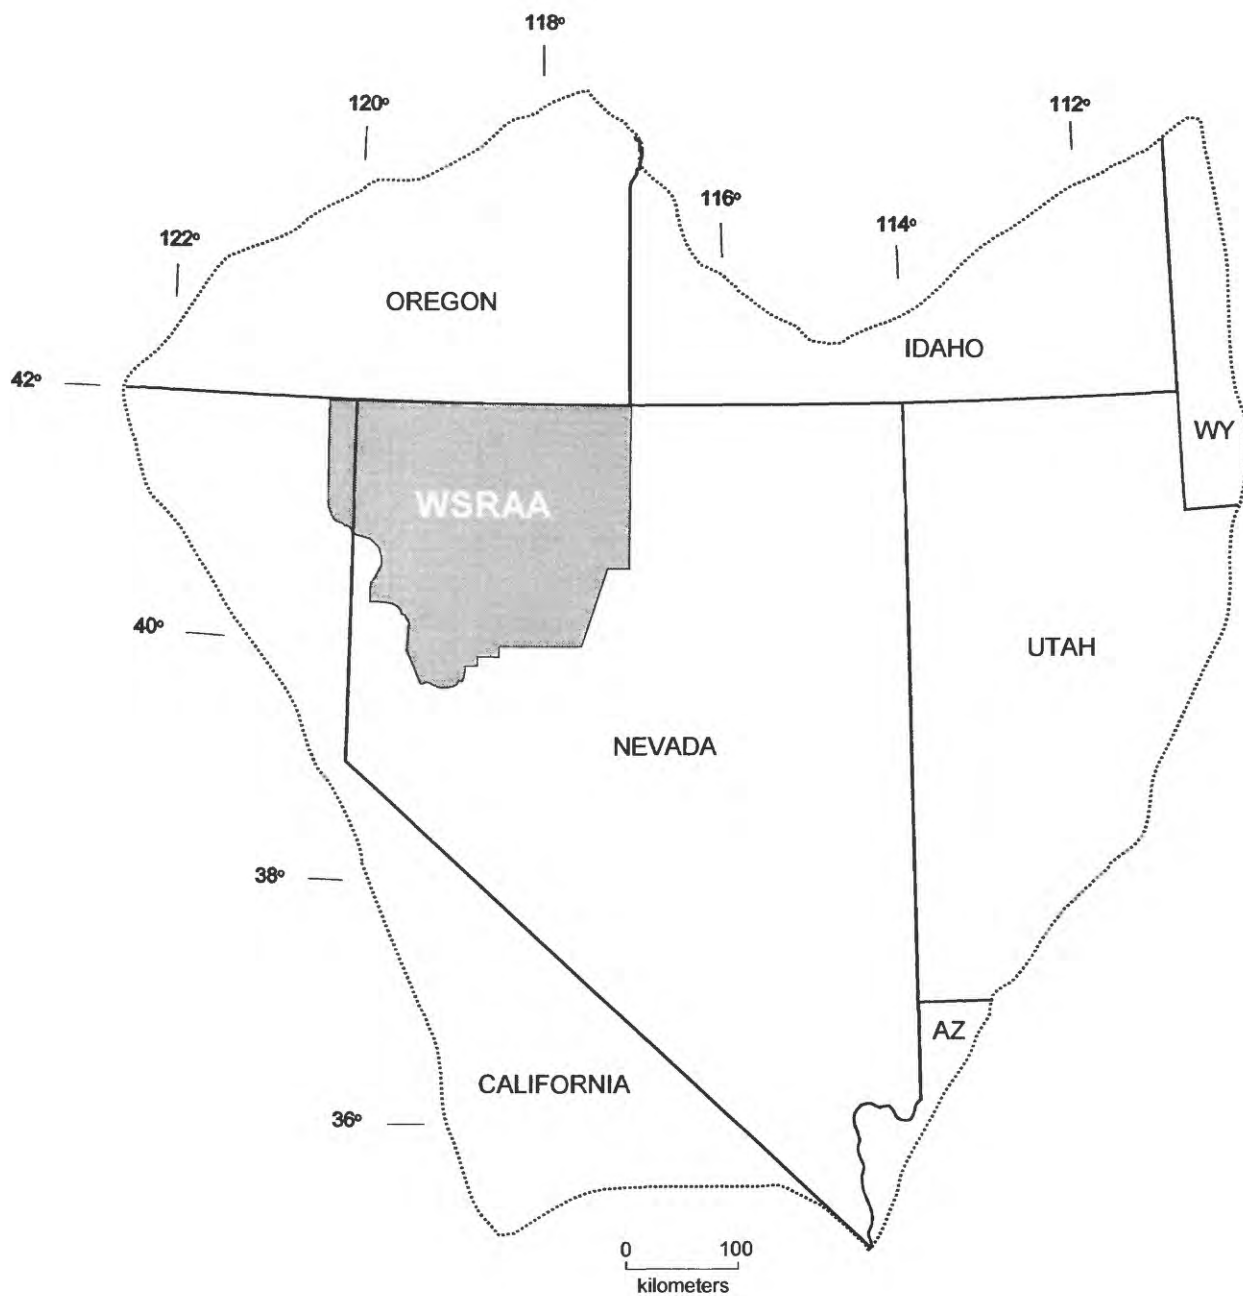 118°
120°
112°
116°
114°
122°
OREGON
IDAHO
42°
WY
WSRAA
40°
UTAH
NEVADA
38°
AZ
CALIFORNIA
36°
0 100
kilometers